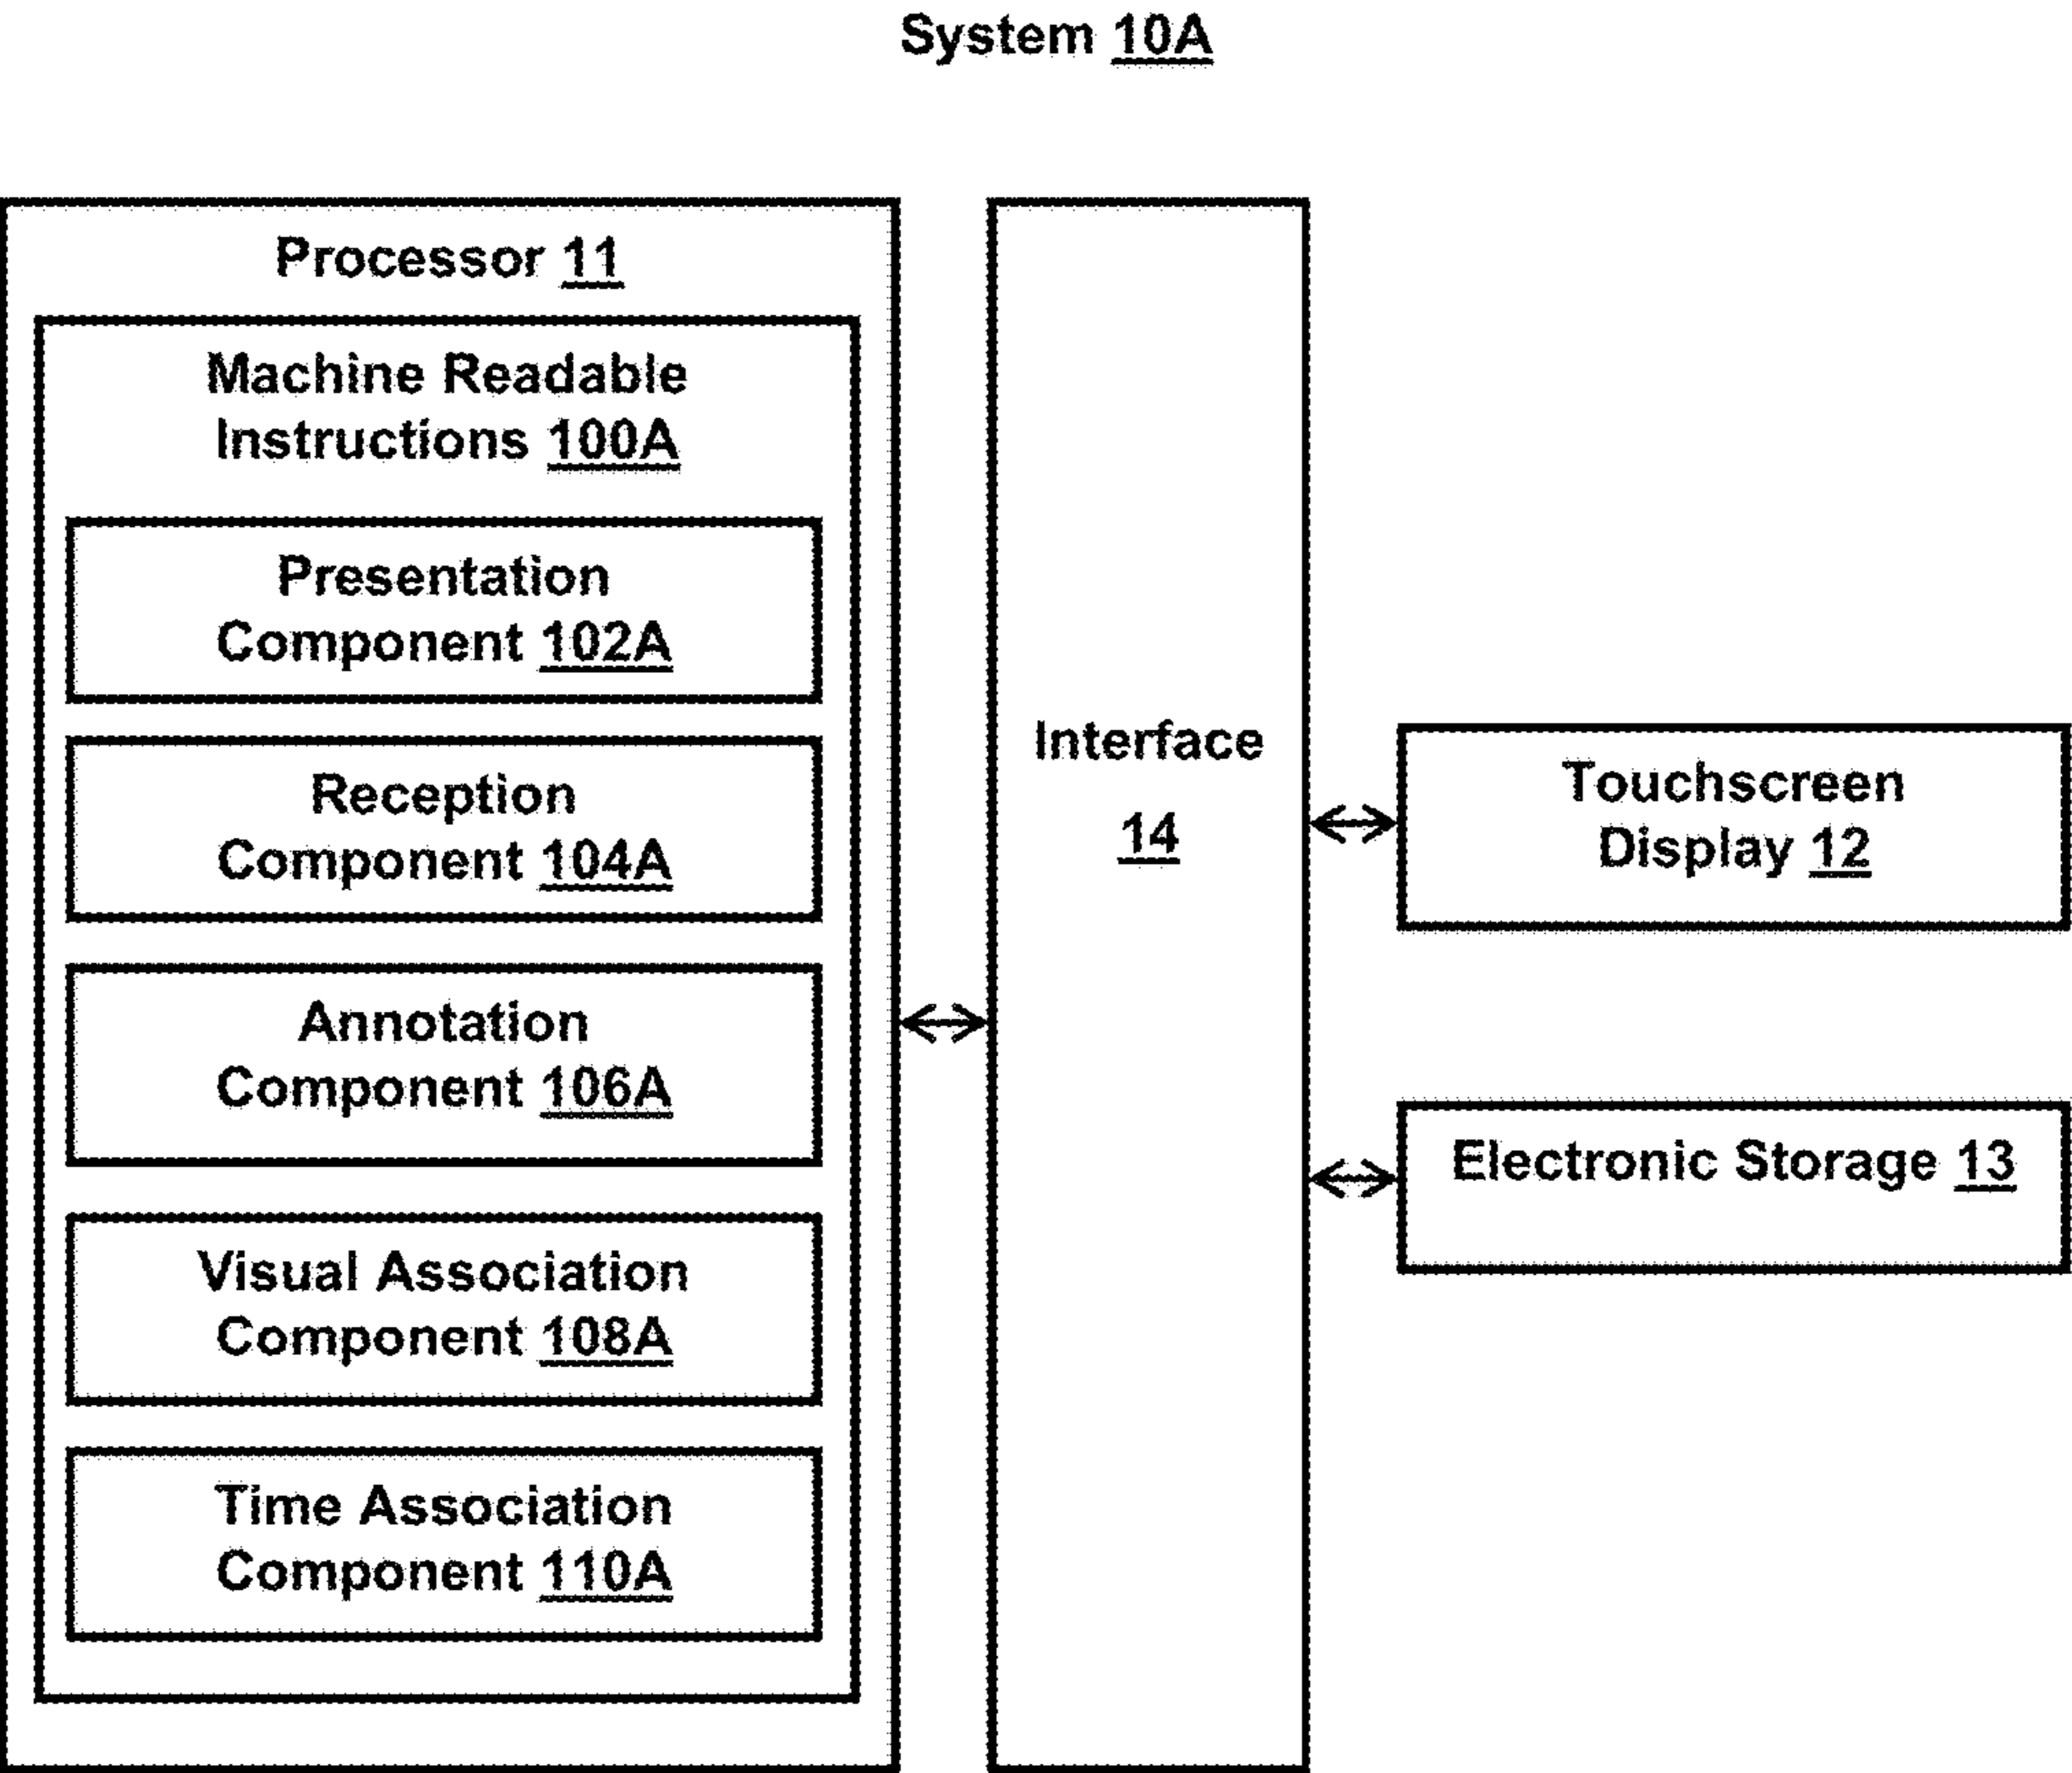 System 10A
Processor 11
Machine Readable
Instructions 100A
Presentation
Component 102A
Reception
Component 104A
Annotation
Component 106A
Visual Association
Component 108A
Time Association
Component 110A
Interface
14
Touchscreen
Display 12
Electronic Storage 13